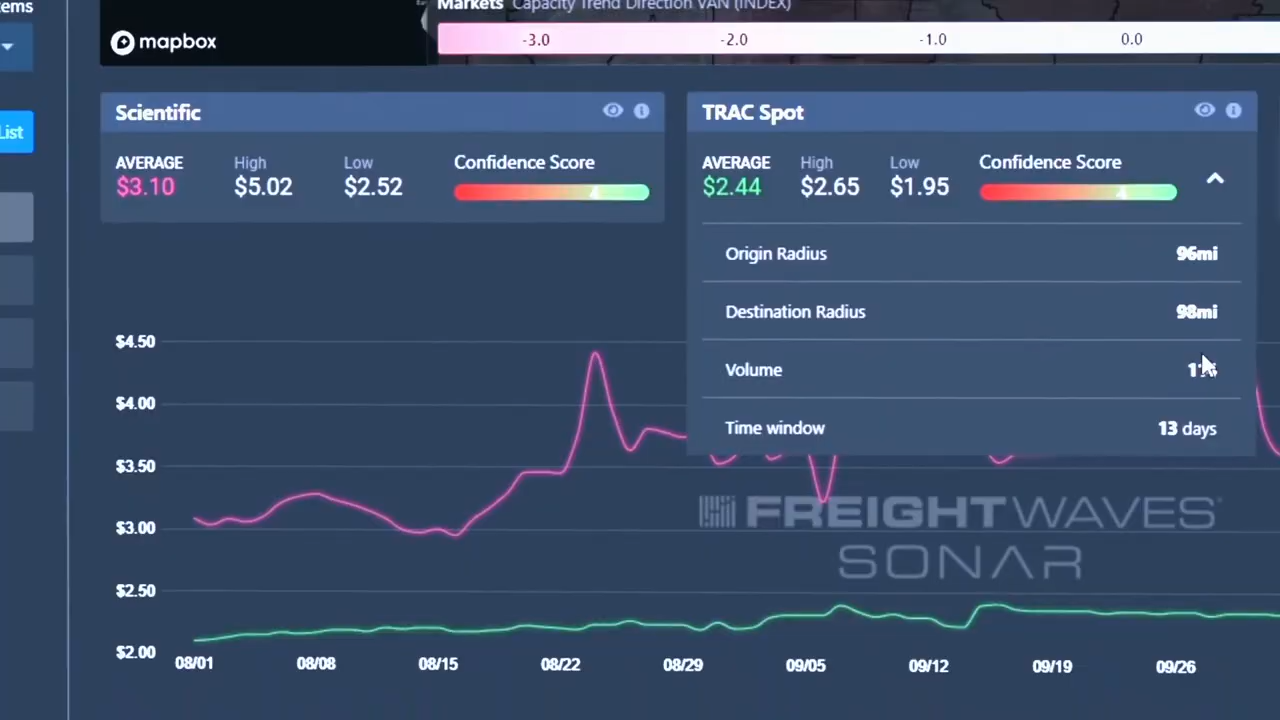 ems
Markets Capacity Trend Direction VAN (INDEX)
mapbox
-3.0 -2.0 -1.0 0.0
Scientific
TRAC Spot
List
AVERAGE High Low Confidence Score
$3.10 $5.02 $2.52
AVERAGE High Low Confidence Score
$2.44 $2.65 $1.95
Origin Radius 96mi
Destination Radius 98mi
Volume
Time window 13 days
$4.50
$4.00
$3.50
$3.00
$2.50
$2.00
FREIGHTWAVES
SONAR
08/01 08/08 08/15 08/22 08/29 09/05 09/12 09/19 09/26